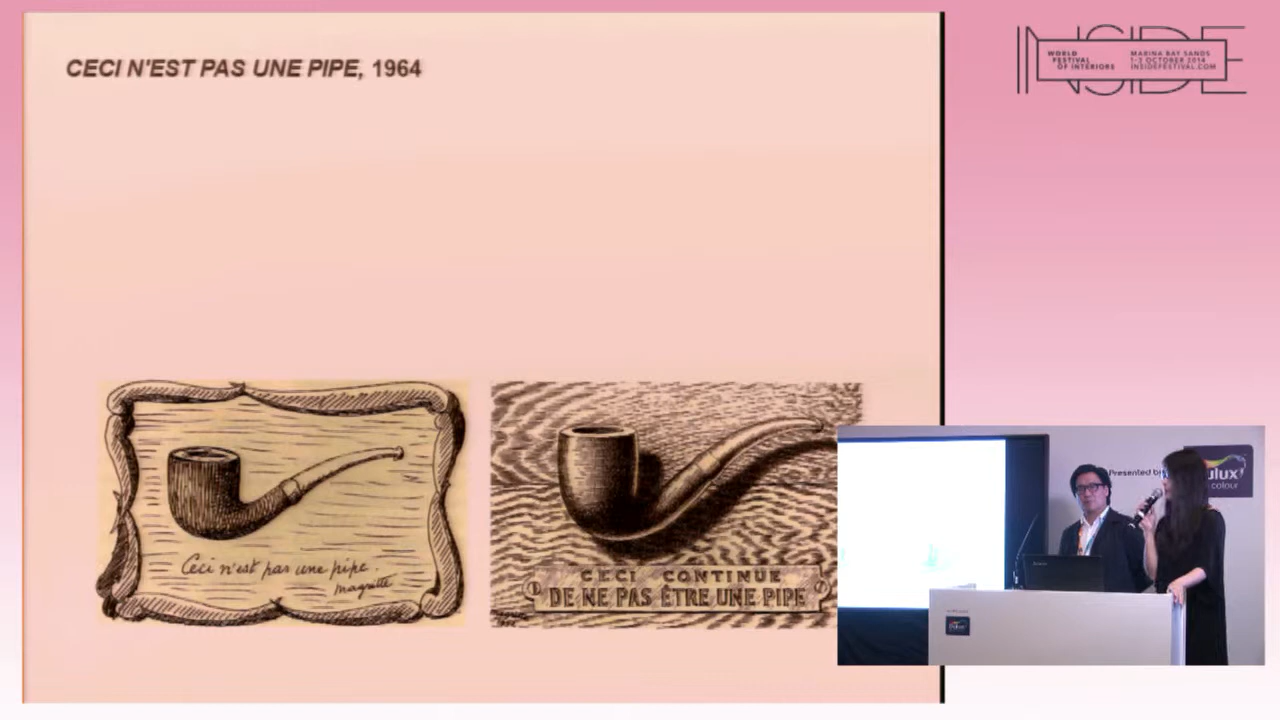 CECI N'EST PAS UNE PIPE, 1964
INSIDE
WORLD
FESTIVAL
OF INTERIORS
MARINA BAY SANDS
1-3 OCTOBER 2014
INSIDEFESTIVAL.COM
Ceci n'est pas une pipe.
magritte
CECI CONTINUE
DE NE PAS ÊTRE UNE PIPE
Presented by
colour
Dulux